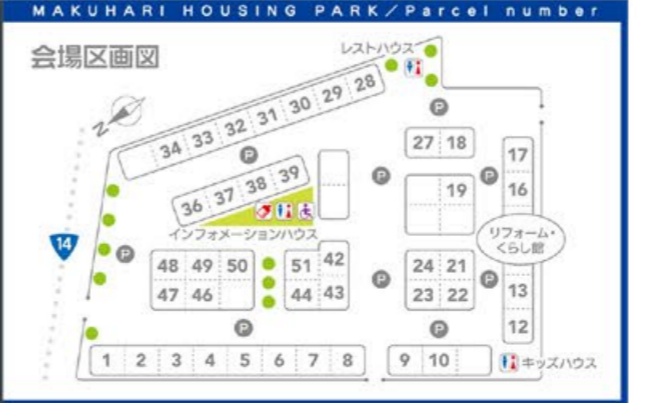 MAKUHARI HOUSING PARK/Parcel number
会場区画図
レストハウス
N
P
28
29
30
31
32
33
34
P
27 18
17
39
38
37
36
P
19
P
16
インフォメーションハウス
リフォーム・
くらし館
14
P
48 49 50
51 42
24 21
47 46
44 43
P
23 22
P
13
12
P
P
1 2 3 4 5 6 7 8
9 10
キッズハウス